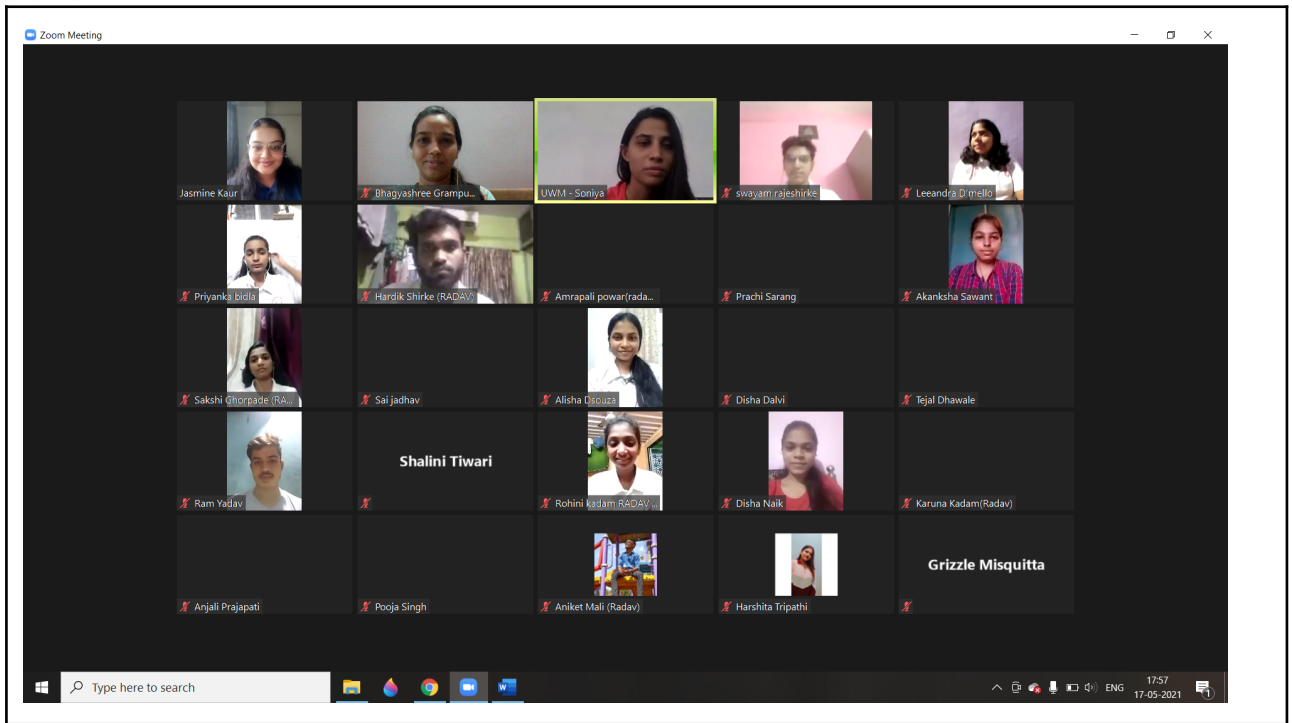 Zoom Meeting
Jasmine Kaur
Bhagyashree Grampu...
UWM - Soniya
swayam rajeshirke
Leeandra D'mello
Priyanka bidla
Hardik Shirke (RADAV)
Amrapali powar(rada...
Prachi Sarang
Akanksha Sawant
Sakshi Ghorpade (RA...
Sai jadhav
Alisha Dsouza
Disha Dalvi
Tejal Dhawale
Ram Yadav
Shalini Tiwari
Rohini kadam RADAV ...
Disha Naik
Karuna Kadam(Radav)
Anjali Prajapati
Pooja Singh
Aniket Mali (Radav)
Harshita Tripathi
Grizzle Misquitta
Type here to search
W
ENG
17:57
17-05-2021
1